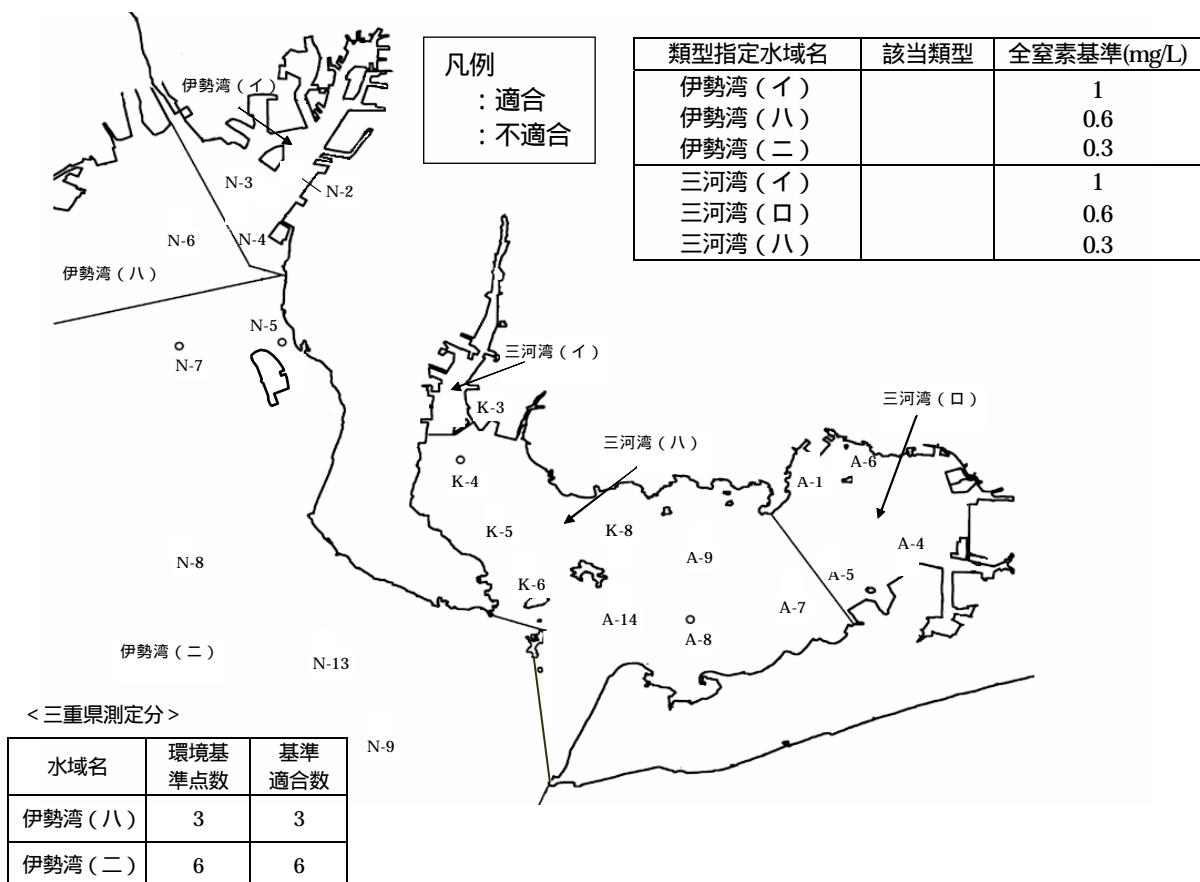 凡例
：適合
：不適合
類型指定水域名 該当類型 全窒素基準(mg/L)
伊勢湾（イ） 1
伊勢湾（ハ） 0.6
伊勢湾（ニ） 0.3
三河湾（イ） 1
三河湾（ロ） 0.6
三河湾（ハ） 0.3
伊勢湾（イ）
N-3
N-2
N-6
N-4
伊勢湾（ハ）
N-5
N-7
三河湾（イ）
K-3
三河湾（ロ）
三河湾（ハ）
A-6
K-4
A-1
K-5
K-8
A-4
A-9
N-8
A-5
K-6
A-7
A-14
A-8
伊勢湾（ニ）
N-13
N-9
＜三重県測定分＞
水域名 環境基準点数 基準適合数
伊勢湾（ハ） 3 3
伊勢湾（ニ） 6 6